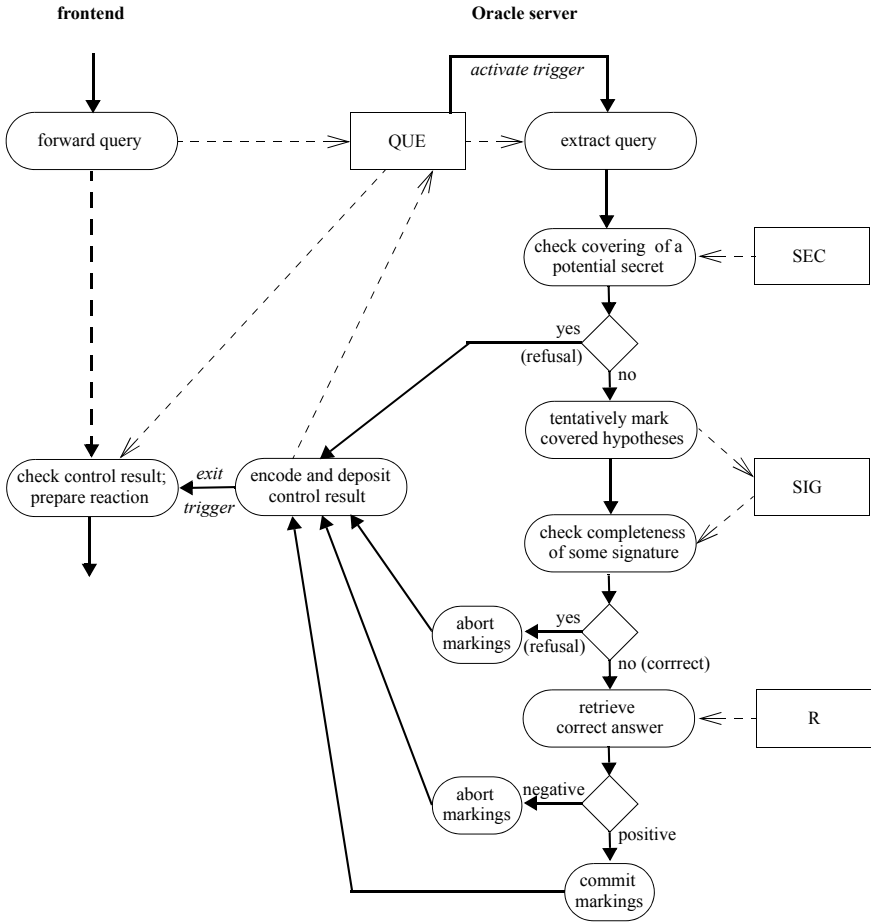 frontend
Oracle server
activate trigger
forward query
QUE
extract query
check covering of a
potential secret
SEC
yes
(refusal)
no
tentatively mark
covered hypotheses
check control result;
prepare reaction
exit
trigger
encode and deposit
control result
SIG
check completeness
of some signature
abort
markings
yes
(refusal)
no (corrrect)
retrieve
correct answer
R
abort
markings
negative
positive
commit
markings